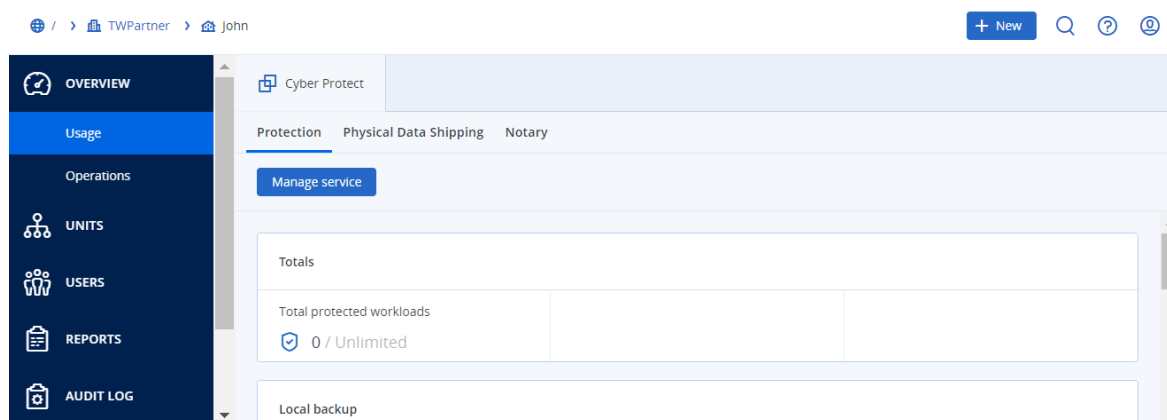 / > TWPartner > John
+ New
OVERVIEW
Cyber Protect
Usage
Protection Physical Data Shipping Notary
Operations
Manage service
UNITS
Totals
USERS
Total protected workloads
0 / Unlimited
REPORTS
AUDIT LOG
Local backup